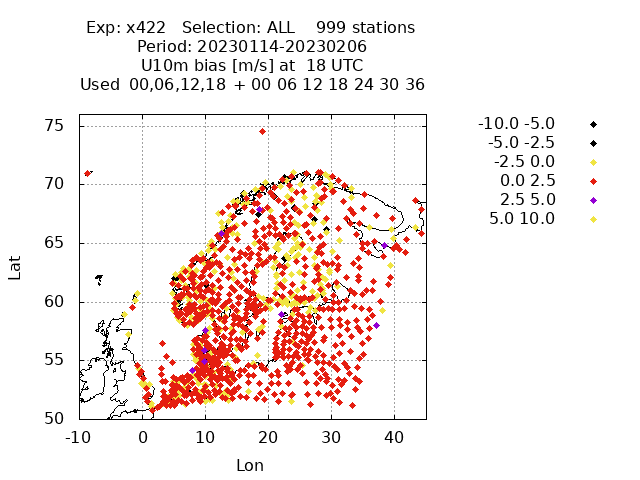 Exp: x422 Selection: ALL 999 stations
Period: 20230114-20230206
U10m bias [m/s] at 18 UTC
Used 00,06,12,18 + 00 06 12 18 24 30 36
-10.0 -5.0
-5.0 -2.5
-2.5 0.0
0.0 2.5
2.5 5.0
5.0 10.0
75
70
65
60
55
50
Lat
-10 0 10 20 30 40
Lon